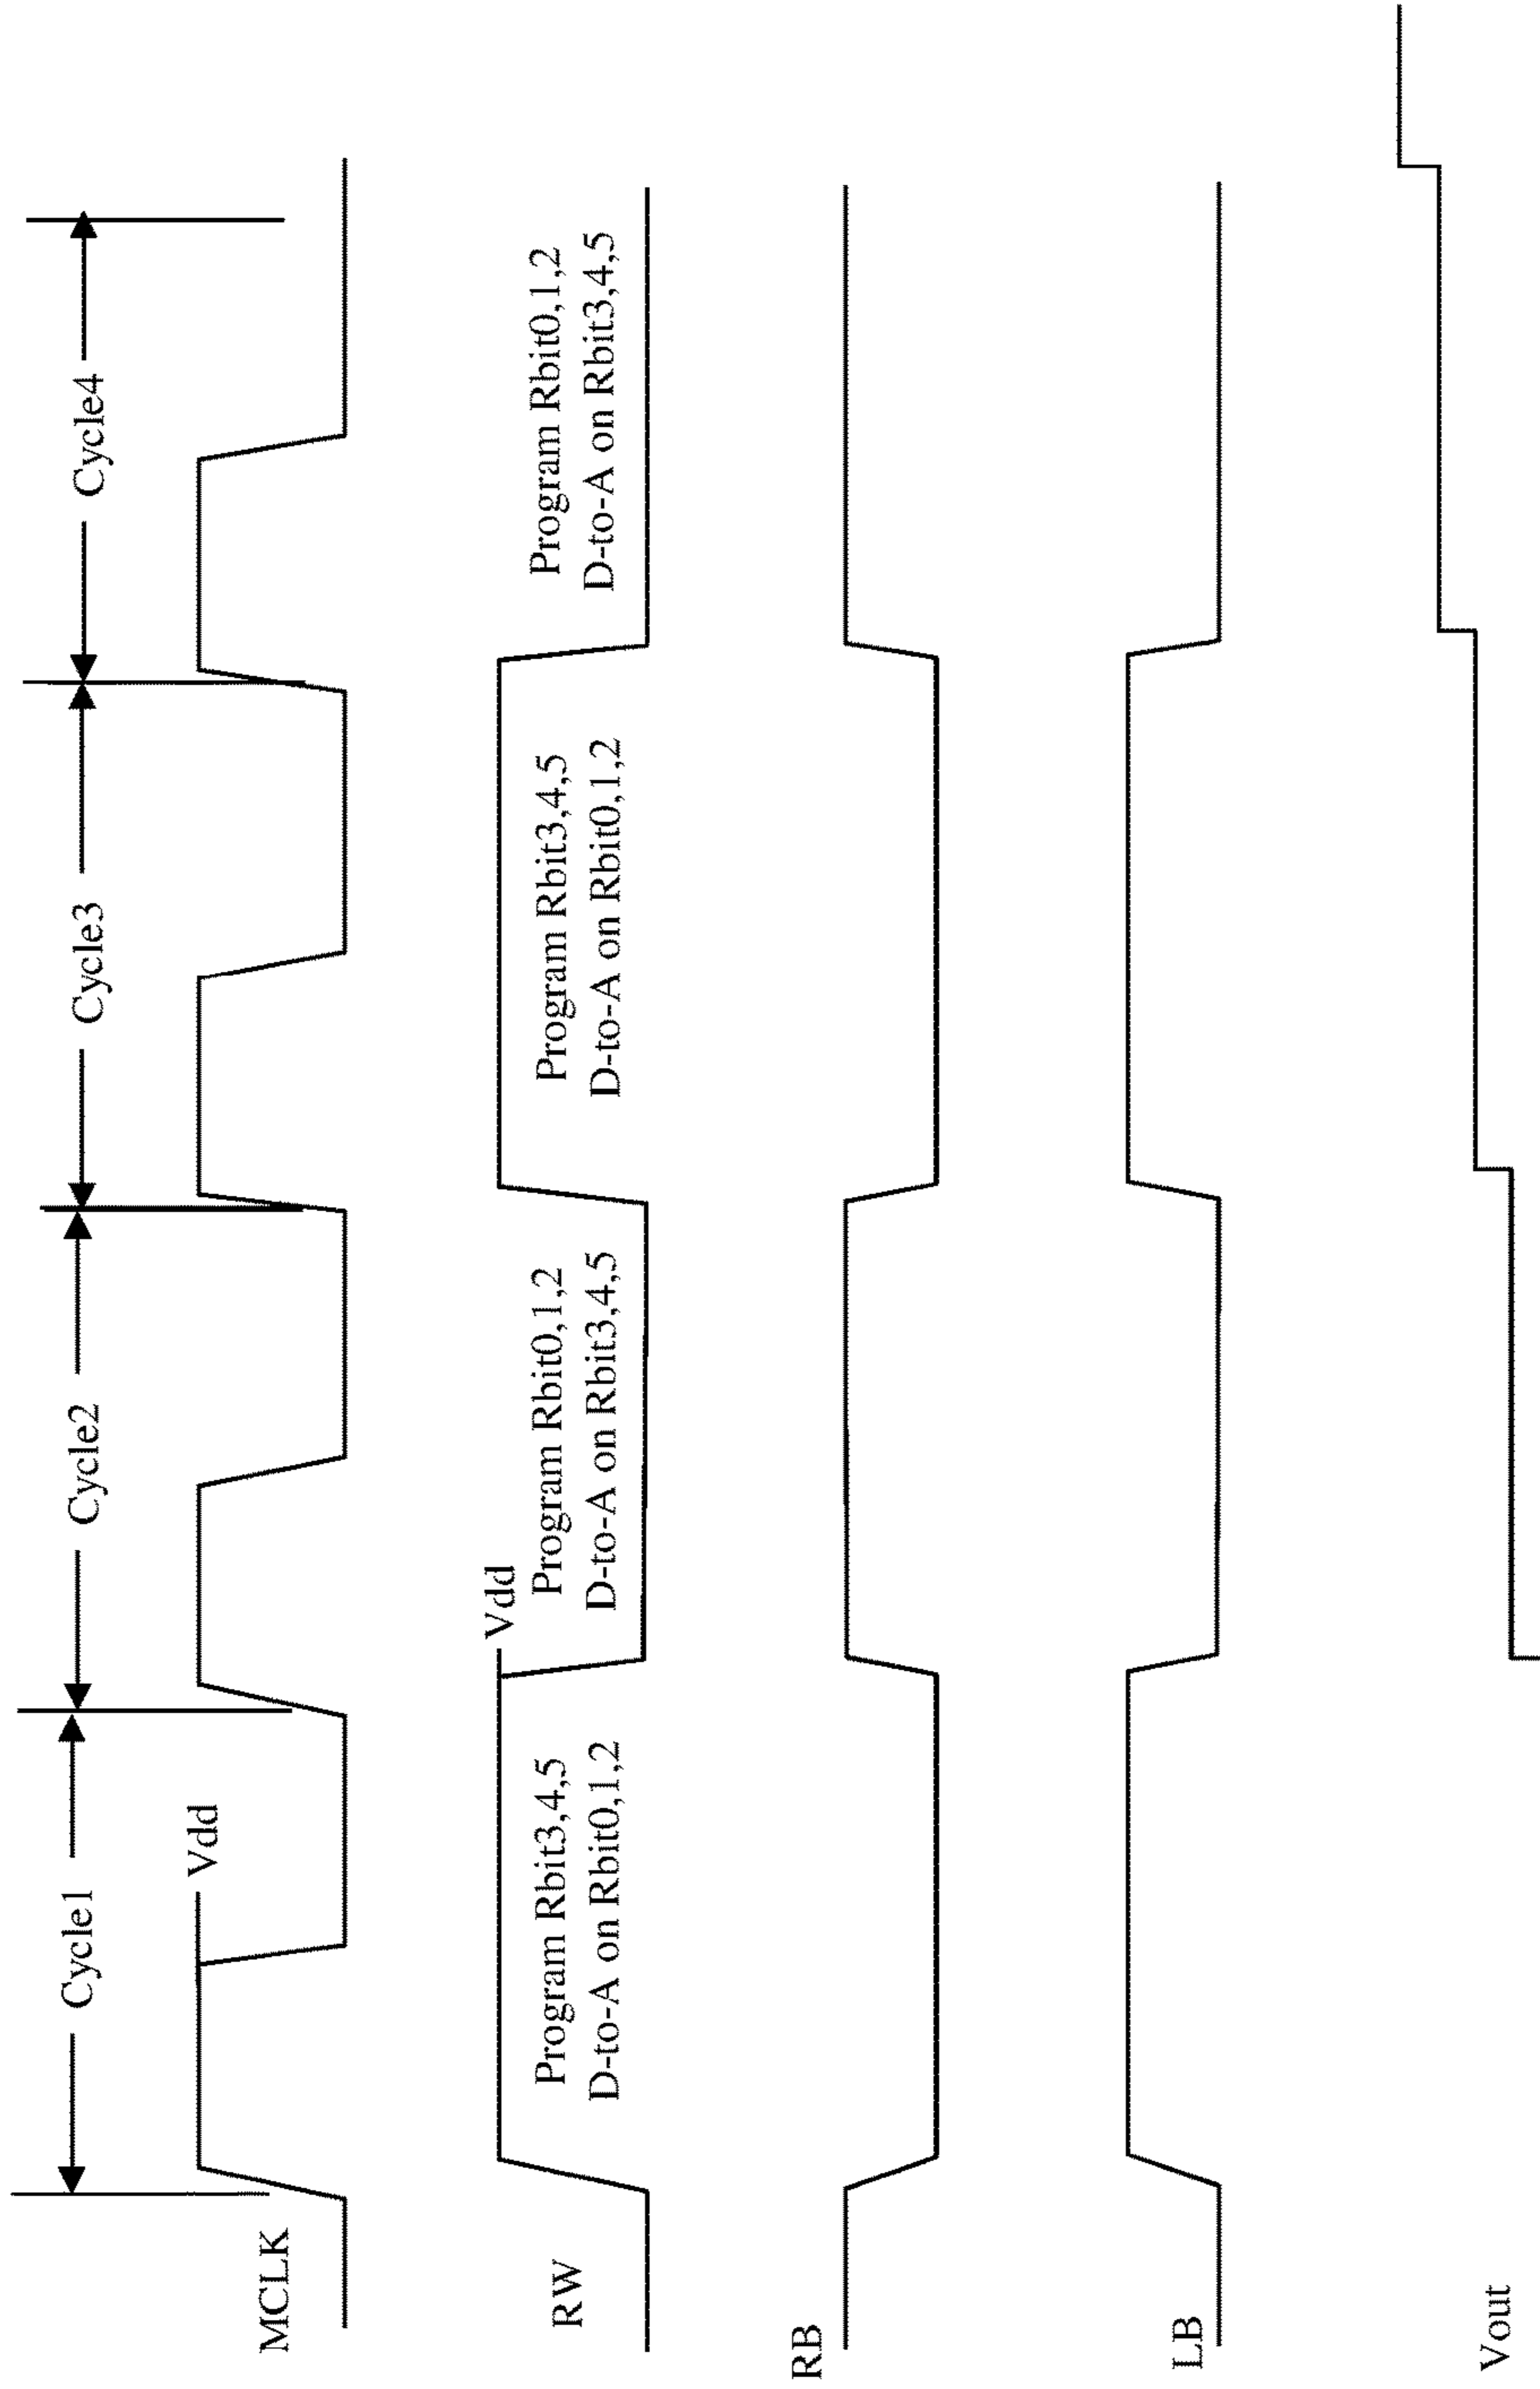 Cycle1
Cycle2
Cycle3
Cycle4
MCLK
Vdd
RW
Vdd
Program Rbit3,4,5
D-to-A on Rbit0,1,2
Program Rbit0,1,2
D-to-A on Rbit3,4,5
Program Rbit3,4,5
D-to-A on Rbit0,1,2
Program Rbit0,1,2
D-to-A on Rbit3,4,5
RB
LB
Vout